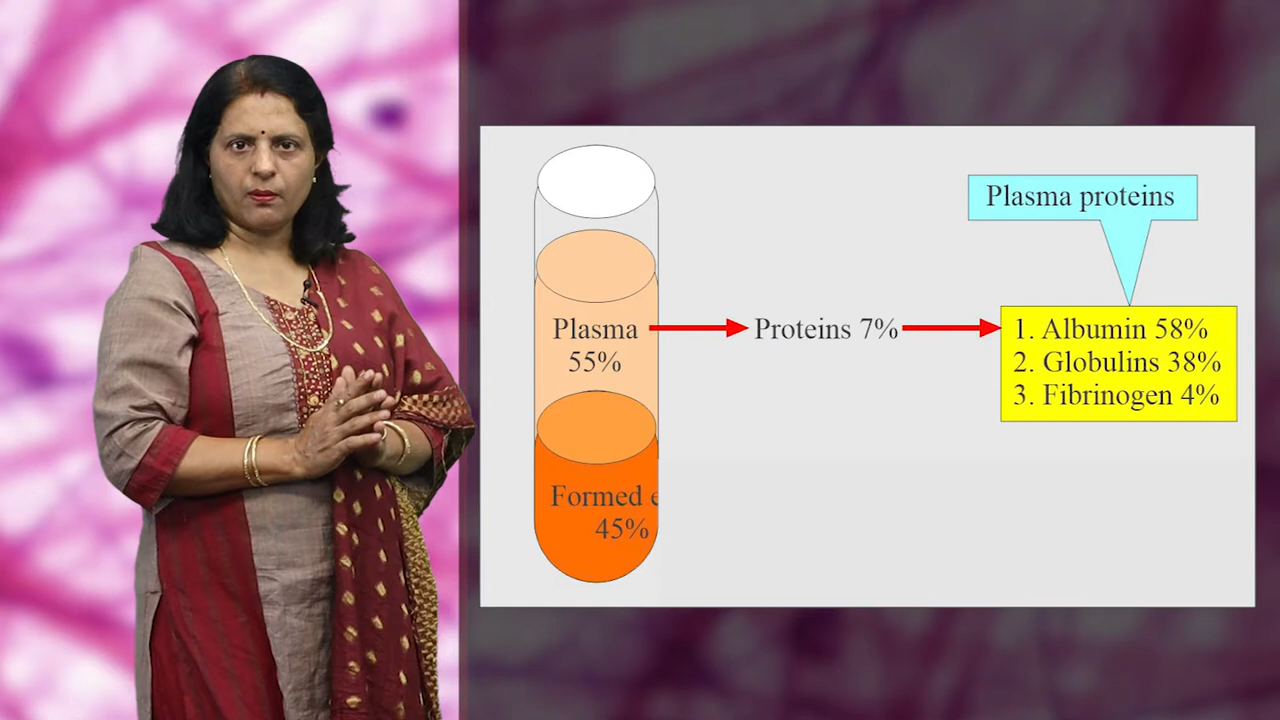 Plasma proteins
Plasma
55%
Proteins 7%
1. Albumin 58%
2. Globulins 38%
3. Fibrinogen 4%
Formed e
45%